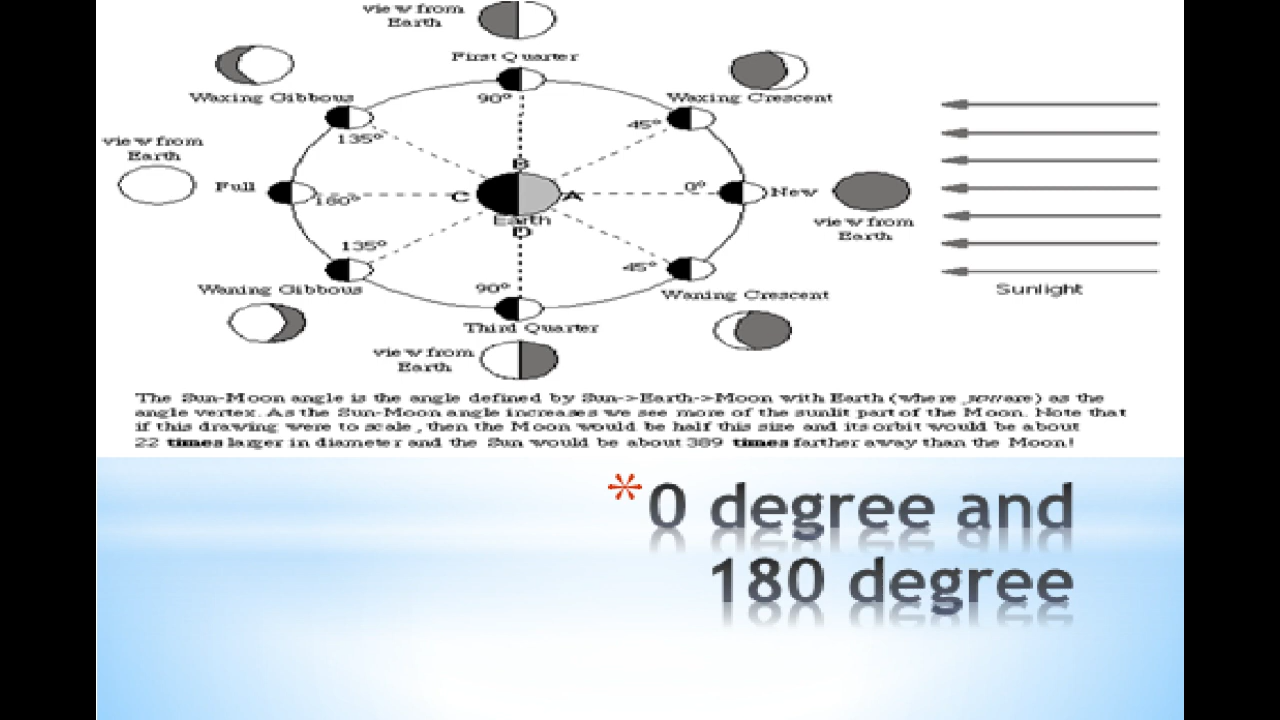 view from
Earth
First Quarter
Waxing Gibbous
90°
Waxing Crescent
45°
135°
view from
Earth
B
Full
180°
C
A
0°
New
Earth
D
view from
Earth
135°
45°
Waning Gibbous
90°
Waning Crescent
Sunlight
Third Quarter
view from
Earth
The Sun-Moon angle is the angle defined by Sun->Earth->Moon with Earth (where we are) as the
angle vertex. As the Sun-Moon angle increases we see more of the sunlit part of the Moon. Note that
if this drawing were to scale, then the Moon would be half this size and its orbit would be about
22 times larger in diameter and the Sun would be about 389 times farther away than the Moon!
*0 degree and
180 degree